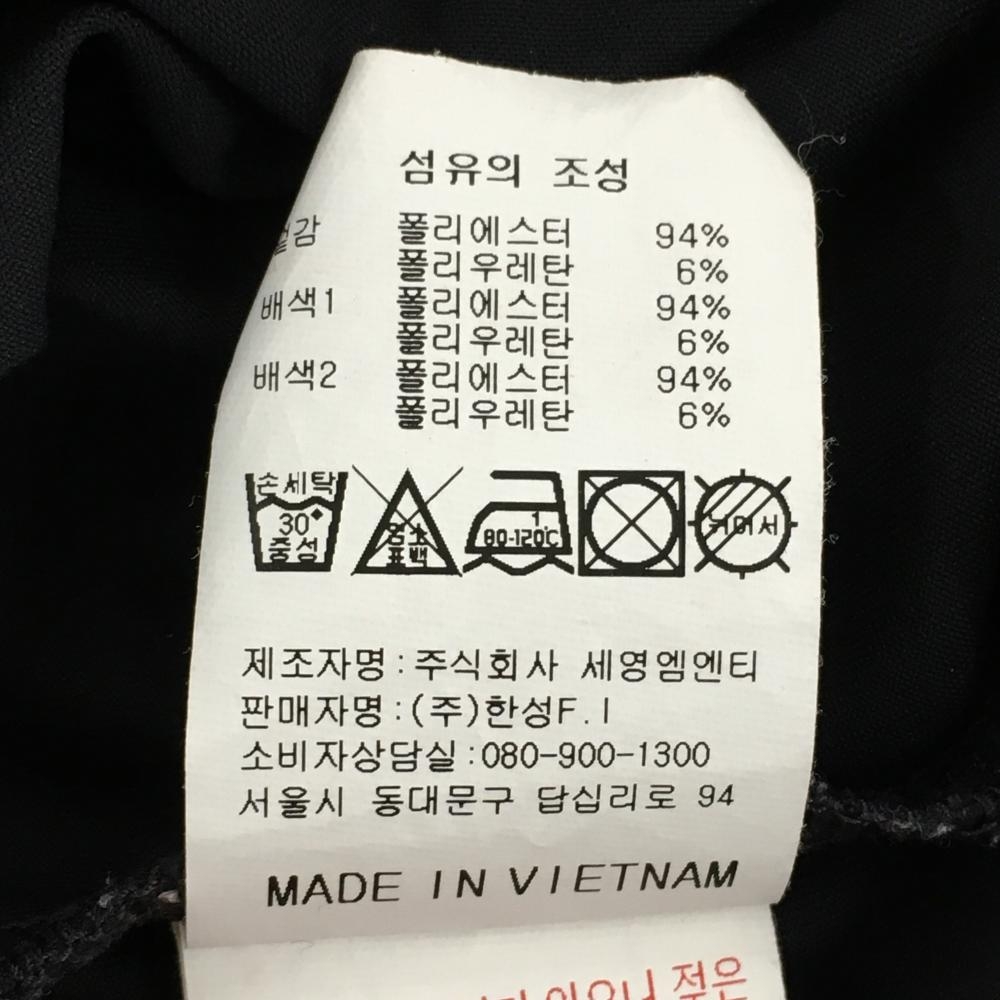 섬유의 조성
겉감 폴리에스터 94%
폴리우레탄 6%
배색1 폴리에스터 94%
폴리우레탄 6%
배색2 폴리에스터 94%
폴리우레탄 6%
손세탁
30°
중성
염소
표백
1
80-120℃
제조자명:주식회사 세영엠엔티
판매자명:(주)한성F.I
소비자상담실:080-900-1300
서울시 동대문구 답십리로 94
MADE IN VIETNAM
젖은